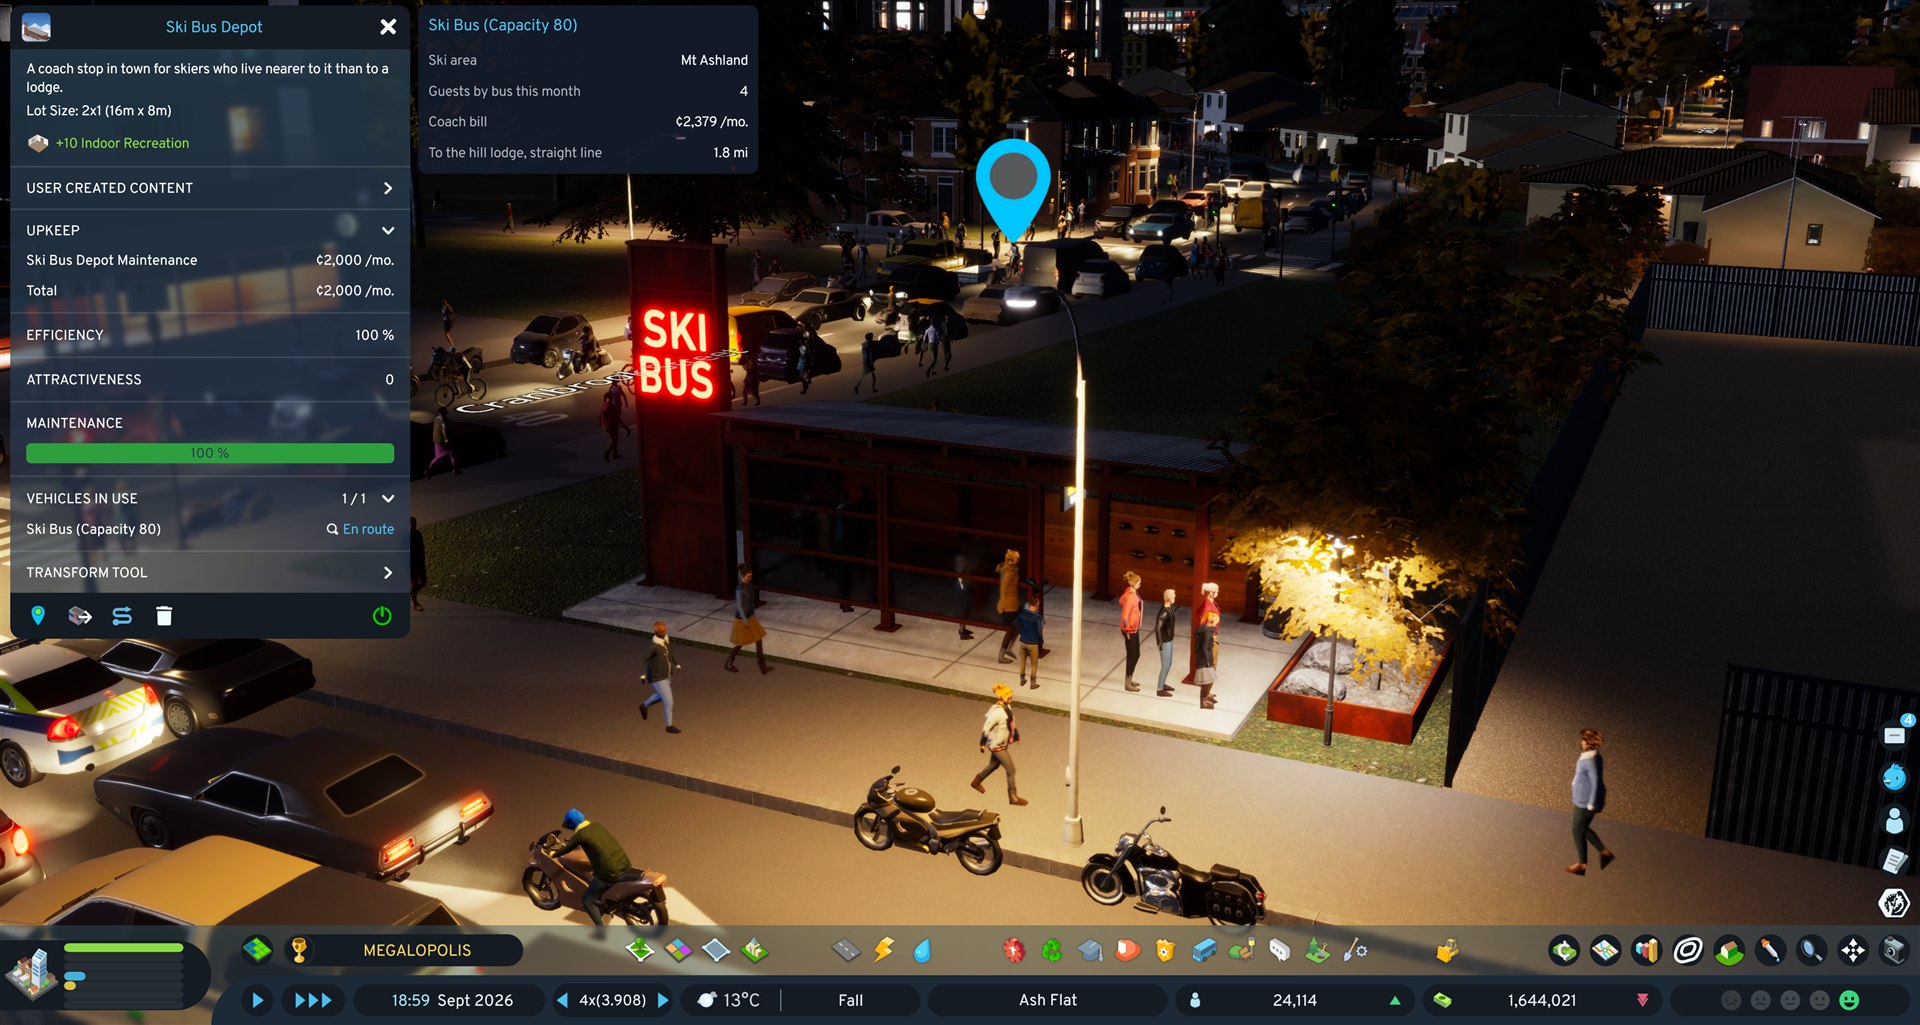 Ski Bus Depot
A coach stop in town for skiers who live nearer to it than to a
lodge.
Lot Size: 2x1 (16m x 8m)
+10 Indoor Recreation
USER CREATED CONTENT
UPKEEP
Ski Bus Depot Maintenance ¢2,000 /mo.
Total ¢2,000 /mo.
EFFICIENCY 100 %
ATTRACTIVENESS 0
MAINTENANCE
100 %
VEHICLES IN USE 1 / 1
Ski Bus (Capacity 80) En route
TRANSFORM TOOL
Ski Bus (Capacity 80)
Ski area Mt Ashland
Guests by bus this month 4
Coach bill ¢2,379 /mo.
To the hill lodge, straight line 1.8 mi
SKI
BUS
4
MEGALOPOLIS
18:59 Sept 2026
4x(3.908)
13°C
Fall
Ash Flat
24,114
1,644,021